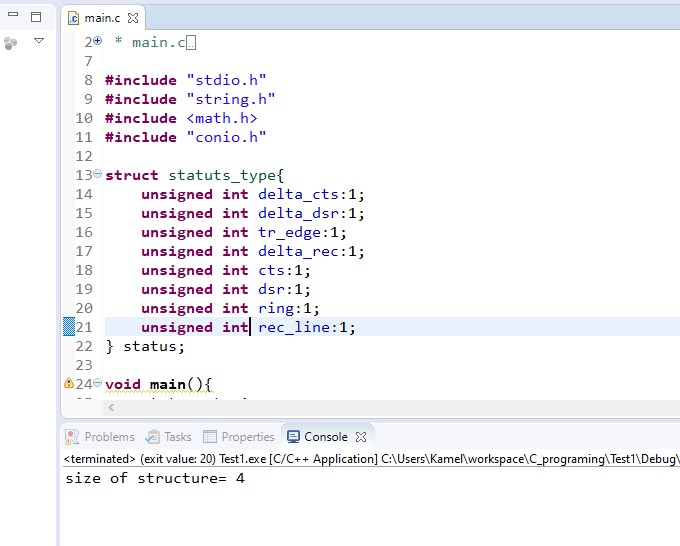 main.c
2 * main.c
7
8 #include "stdio.h"
9 #include "string.h"
10 #include <math.h>
11 #include "conio.h"
12
13 struct statuts_type{
14 unsigned int delta_cts:1;
15 unsigned int delta_dsr:1;
16 unsigned int tr_edge:1;
17 unsigned int delta_rec:1;
18 unsigned int cts:1;
19 unsigned int dsr:1;
20 unsigned int ring:1;
21 unsigned int rec_line:1;
22 } status;
23
24 void main(){
Problems Tasks Properties Console
<terminated> (exit value: 20) Test1.exe [C/C++ Application] C:\Users\Kamel\workspace\C_programing\Test1\Debug\
size of structure= 4